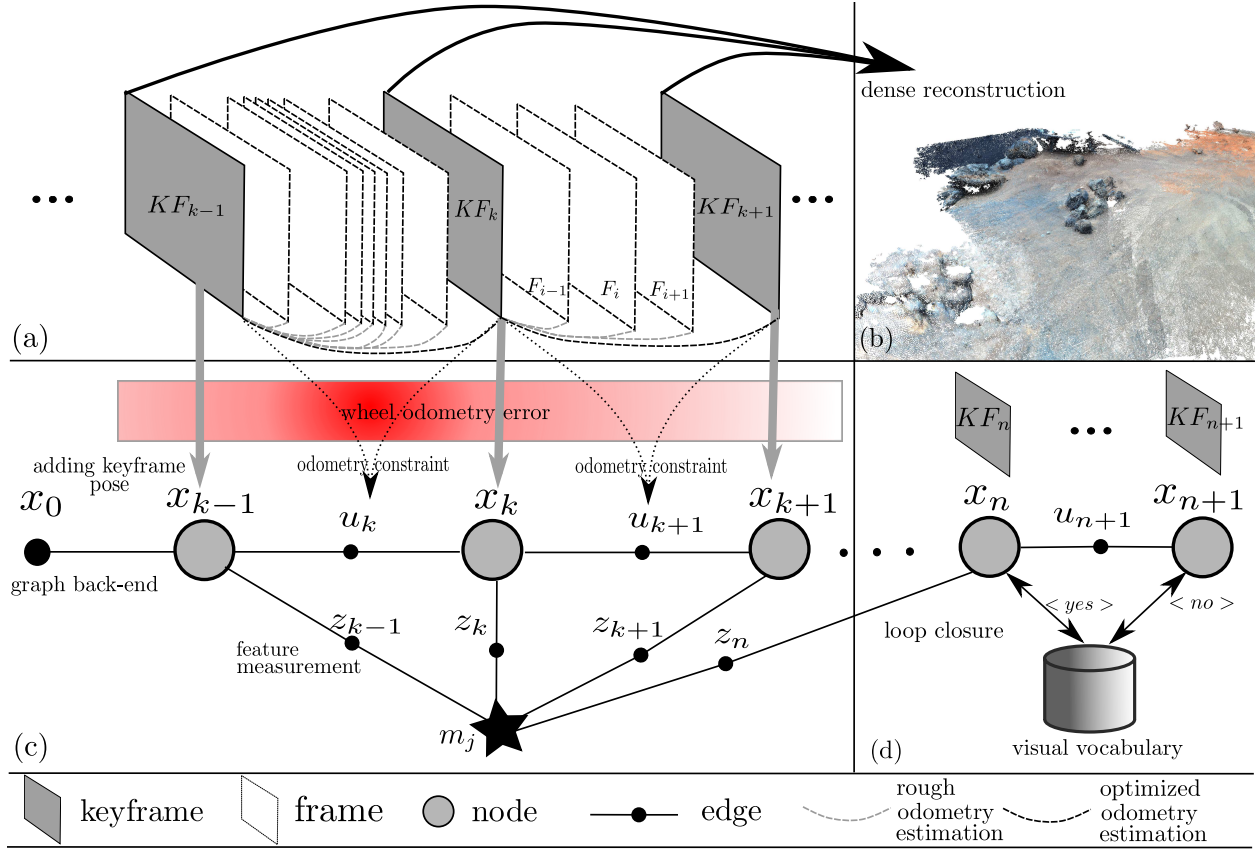 dense reconstruction
KF_{k-1}
KF_k
KF_{k+1}
F_{i-1}
F_i
F_{i+1}
(a)
(b)
wheel odometry error
adding keyframe
pose
odometry constraint
odometry constraint
x_0
x_{k-1}
x_k
x_{k+1}
u_k
u_{k+1}
graph back-end
z_{k-1}
z_k
z_{k+1}
z_n
feature
measurement
m_j
(c)
KF_n
KF_{n+1}
x_n
x_{n+1}
u_{n+1}
< yes >
< no >
loop closure
visual vocabulary
(d)
keyframe
frame
node
edge
rough
odometry
estimation
optimized
odometry
estimation